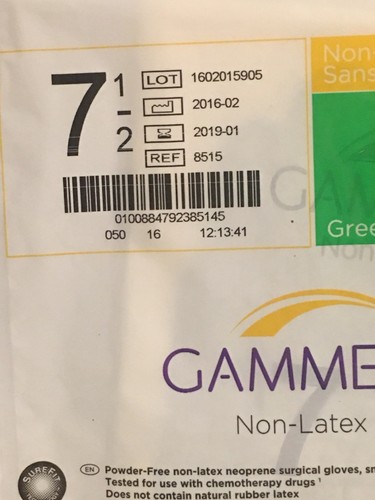 7 1-2
LOT 1602015905
2016-02
2019-01
REF 8515
0100884792385145
050 16 12:13:41
Non-
Sans
Gree
GAMME
Non-Latex
SUREFIT
EN Powder-Free non-latex neoprene surgical gloves, s
Tested for use with chemotherapy drugs ¹
Does not contain natural rubber latex